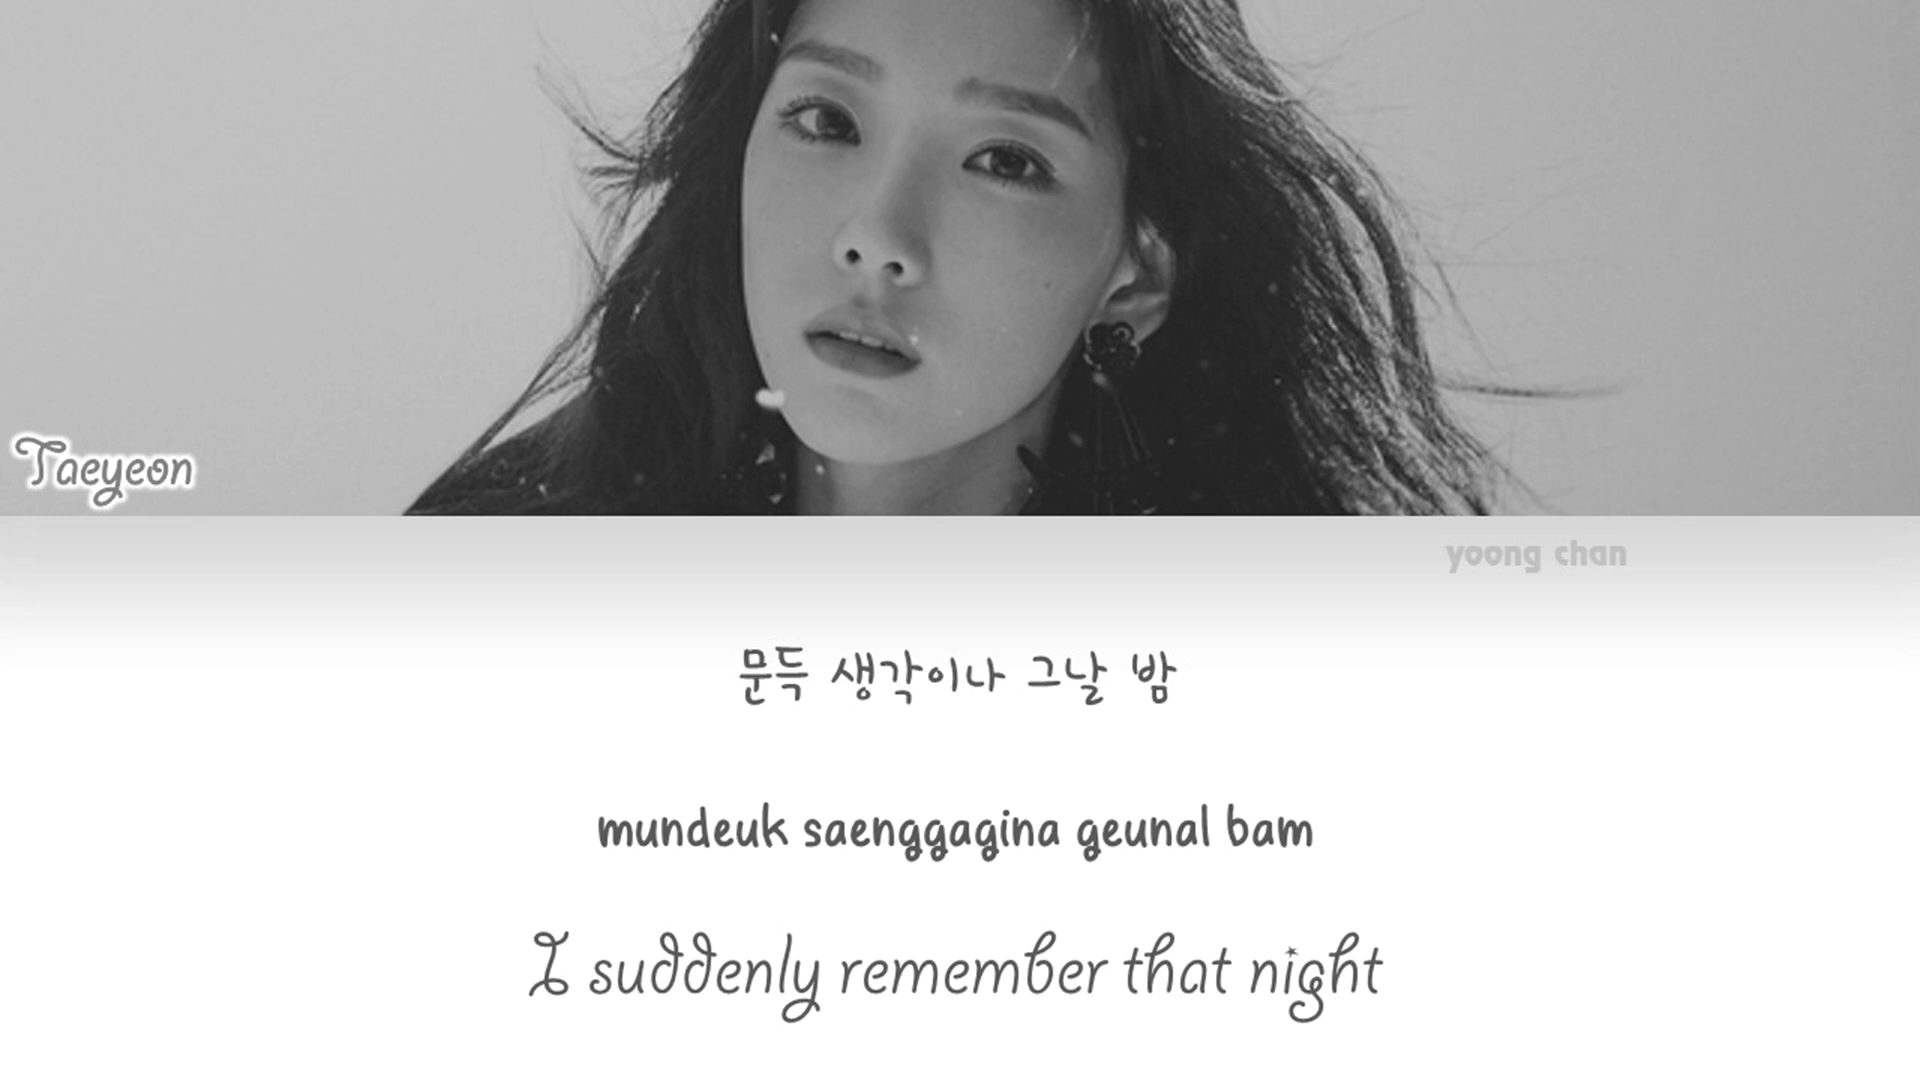 Taeyeon
yoong chan
문득 생각이나 그날 밤
mundeuk saenggagina geunal bam
I suddenly remember that night